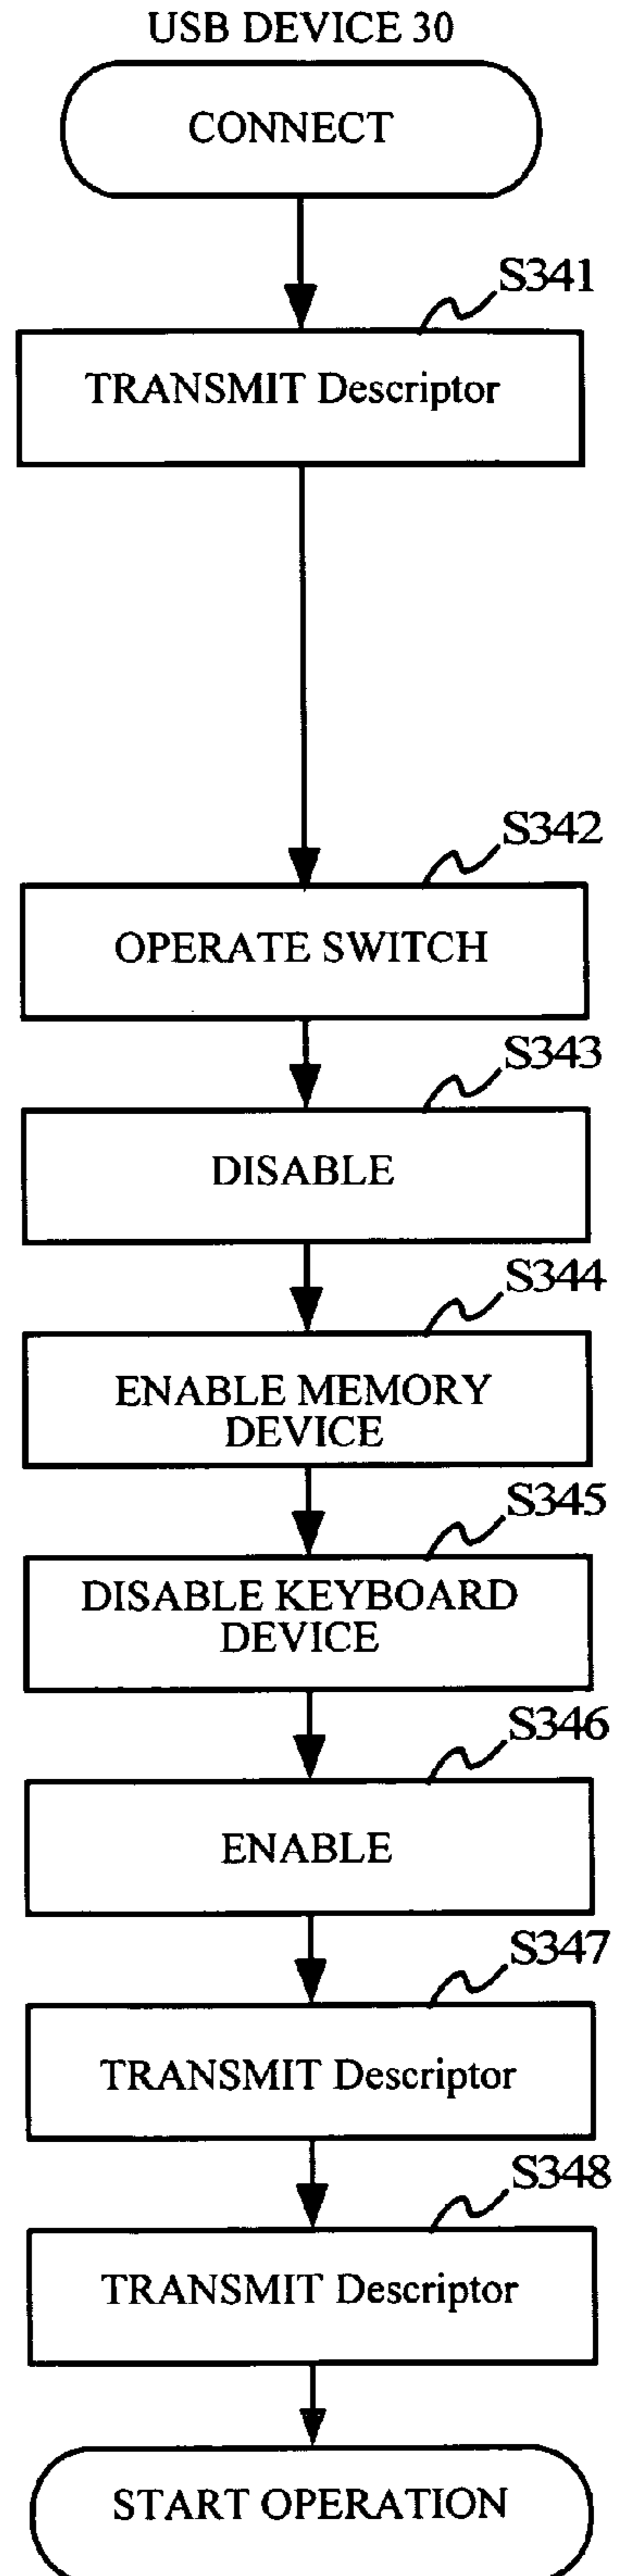 USB DEVICE 30
CONNECT
S341
TRANSMIT Descriptor
S342
OPERATE SWITCH
S343
DISABLE
S344
ENABLE MEMORY
DEVICE
S345
DISABLE KEYBOARD
DEVICE
S346
ENABLE
S347
TRANSMIT Descriptor
S348
TRANSMIT Descriptor
START OPERATION